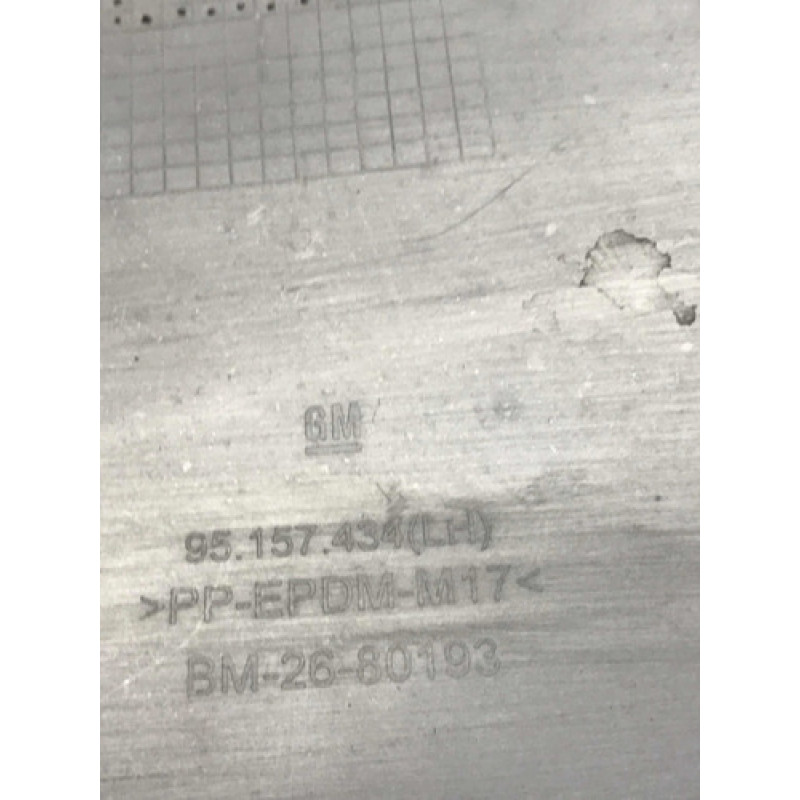 GM
95.157.434(LH)
>PP-EPDM-M17<
BM-26-80193